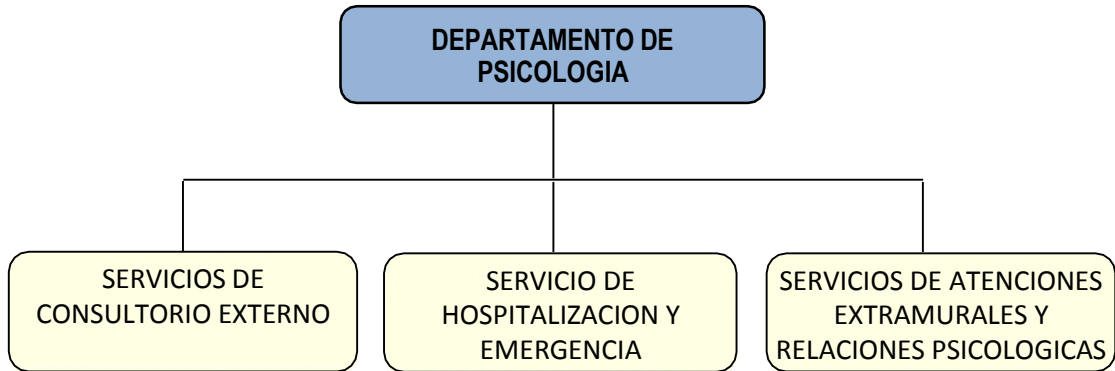 DEPARTAMENTO DE
PSICOLOGIA
SERVICIOS DE
CONSULTORIO EXTERNO
SERVICIO DE
HOSPITALIZACION Y
EMERGENCIA
SERVICIOS DE ATENCIONES
EXTRAMURALES Y
RELACIONES PSICOLOGICAS